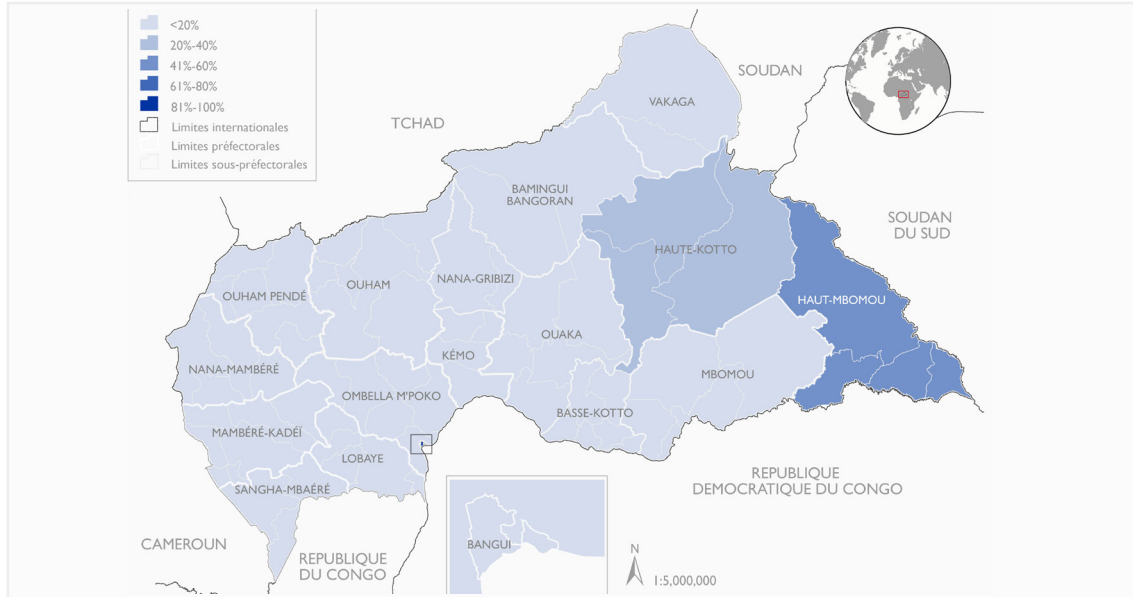 <20%
20%-40%
41%-60%
61%-80%
81%-100%
Limites internationales
Limites préfectorales
Limites sous-préfectorales
TCHAD
SOUDAN
VAKAGA
BAMINGUI
BANGORAN
SOUDAN
DU SUD
HAUTE-KOTTO
OUHAM PENDÉ
OUHAM
NANA-GRIBIZI
HAUT-MBOMOU
OUAKA
KÉMO
NANA-MAMBÉRÉ
MBOMOU
OMBELLA M'POKO
BASSE-KOTTO
MAMBÉRÉ-KADÉÏ
LOBAYE
SANGHA-MBAÉRÉ
REPUBLIQUE
DEMOCRATIQUE DU CONGO
CAMEROUN
REPUBLIQUE
DU CONGO
BANGUI
N
1:5,000,000